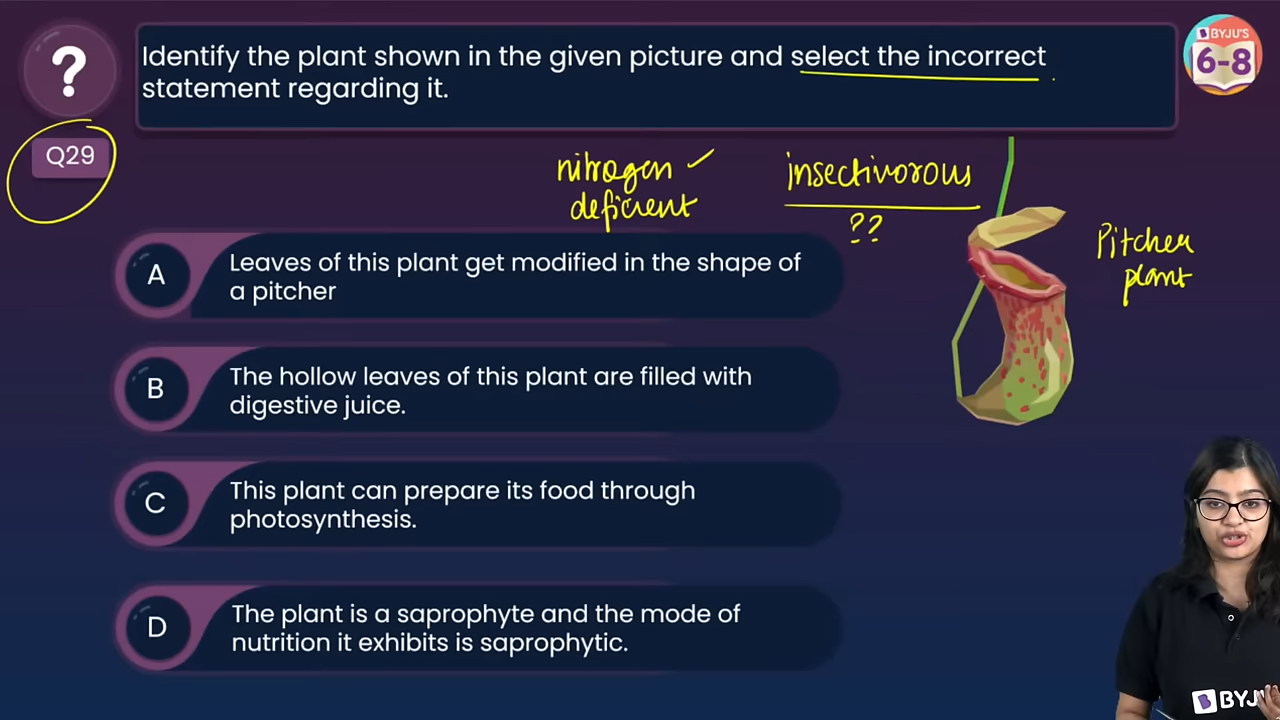 ?
Identify the plant shown in the given picture and select the incorrect
statement regarding it.
BYJU'S
6-8
Q29
nitrogen
deficient
insectivorous
??
Pitcher
plant
A
Leaves of this plant get modified in the shape of
a pitcher
B
The hollow leaves of this plant are filled with
digestive juice.
C
This plant can prepare its food through
photosynthesis.
D
The plant is a saprophyte and the mode of
nutrition it exhibits is saprophytic.
BYJ